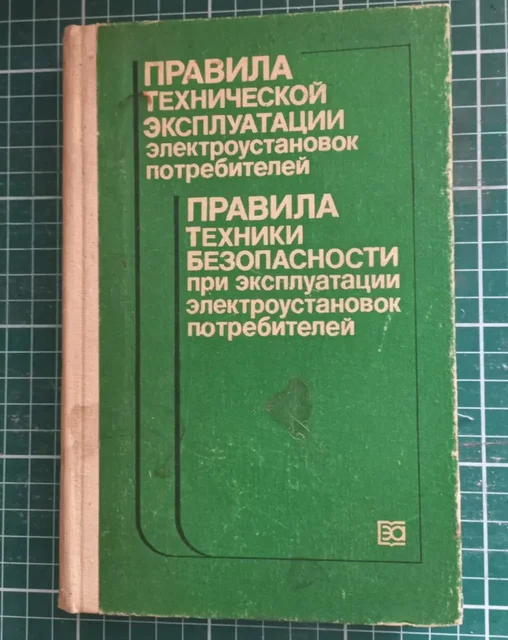 ПРАВИЛА
ТЕХНИЧЕСКОЙ
ЭКСПЛУАТАЦИИ
электроустановок
потребителей
ПРАВИЛА
ТЕХНИКИ
БЕЗОПАСНОСТИ
при эксплуатации
электроустановок
потребителей